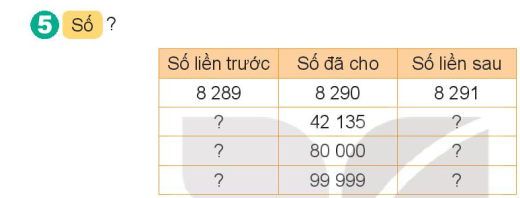 5 Số ?
Số liền trước Số đã cho Số liền sau
8 289 8 290 8 291
? 42 135 ?
? 80 000 ?
? 99 999 ?